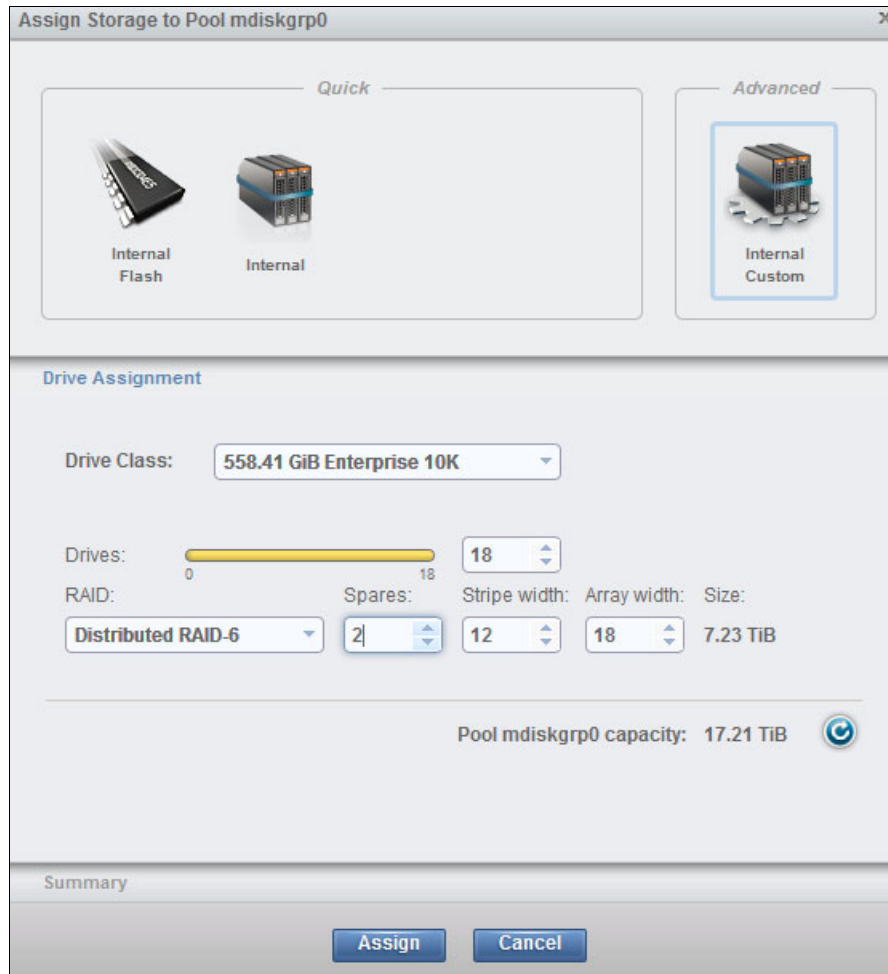 Assign Storage to Pool mdiskgrp0
x
Quick
Advanced
Internal
Flash
Internal
Internal
Custom
Drive Assignment
Drive Class:
558.41 GiB Enterprise 10K
Drives:
0
18
18
RAID:
Spares:
Stripe width:
Array width:
Size:
Distributed RAID-6
2
12
18
7.23 TiB
Pool mdiskgrp0 capacity: 17.21 TiB
Summary
Assign
Cancel